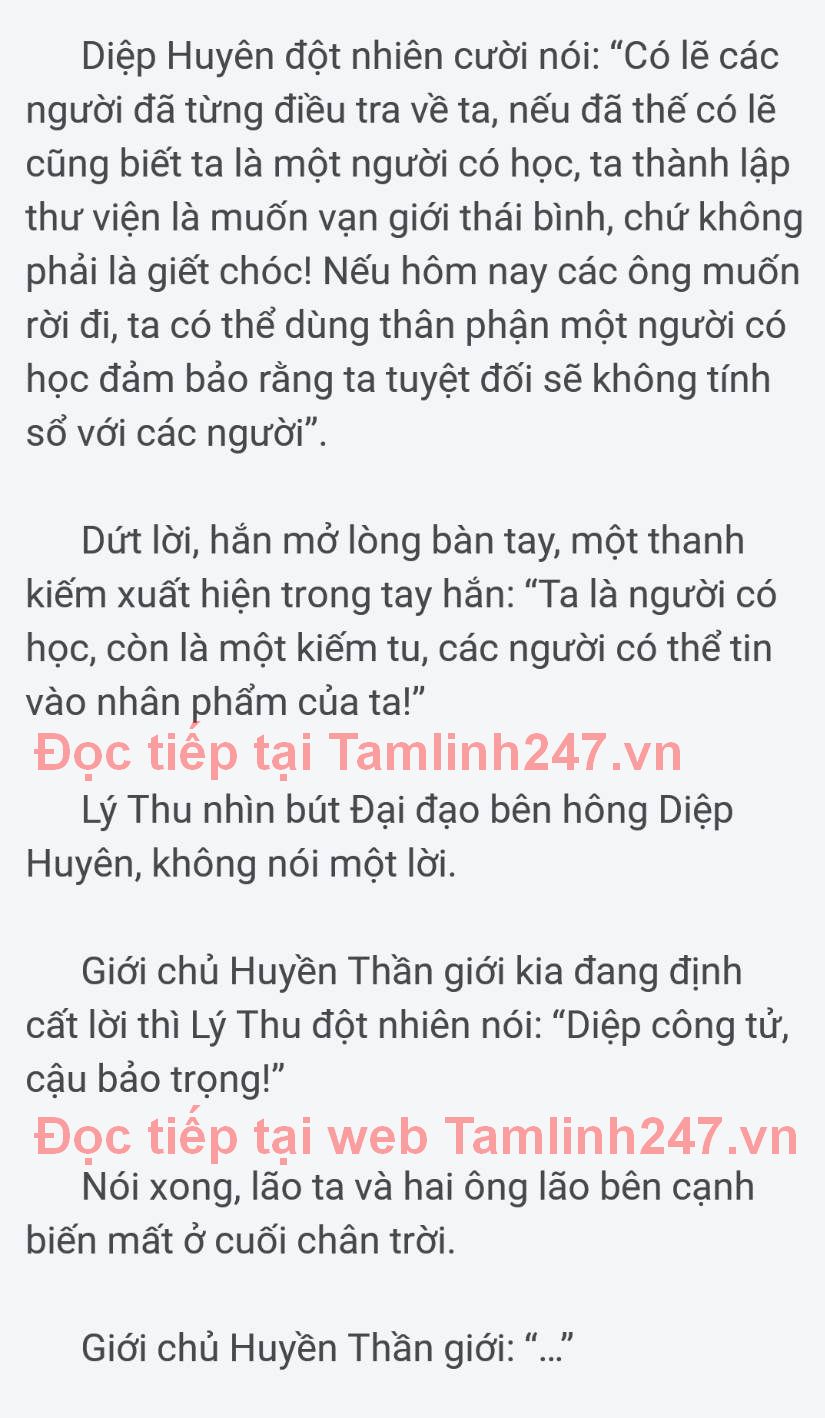 Diệp Huyên đột nhiên cười nói: “Có lẽ các
người đã từng điều tra về ta, nếu đã thế có lẽ
cũng biết ta là một người có học, ta thành lập
thư viện là muốn vạn giới thái bình, chứ không
phải là giết chóc! Nếu hôm nay các ông muốn
rời đi, ta có thể dùng thân phận một người có
học đảm bảo rằng ta tuyệt đối sẽ không tính
sổ với các người”.
Dứt lời, hắn mở lòng bàn tay, một thanh
kiếm xuất hiện trong tay hắn: “Ta là người có
học, còn là một kiếm tu, các người có thể tin
vào nhân phẩm của ta!”
Đọc tiếp tại Tamlinh247.vn
Lý Thu nhìn bút Đại đạo bên hông Diệp
Huyên, không nói một lời.
Giới chủ Huyền Thần giới kia đang định
cất lời thì Lý Thu đột nhiên nói: “Diệp công tử,
cậu bảo trọng!”
Đọc tiếp tại web Tamlinh247.vn
Nói xong, lão ta và hai ông lão bên cạnh
biến mất ở cuối chân trời.
Giới chủ Huyền Thần giới: “...”